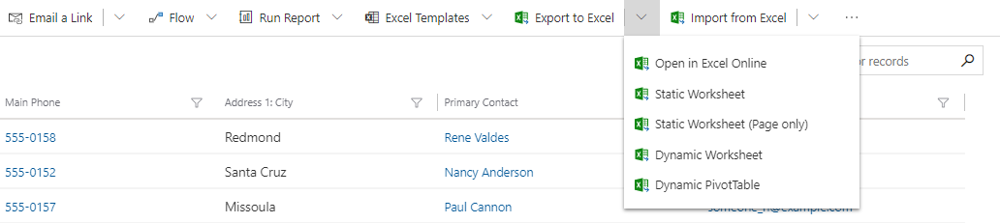 Email a Link Flow Run Report Excel Templates Export to Excel Import from Excel ...
Open in Excel Online
or records
Static Worksheet
Main Phone Address 1: City Primary Contact
Static Worksheet (Page only)
555-0158 Redmond Rene Valdes
Dynamic Worksheet
555-0152 Santa Cruz Nancy Anderson
Dynamic PivotTable
555-0157 Missoula Paul Cannon